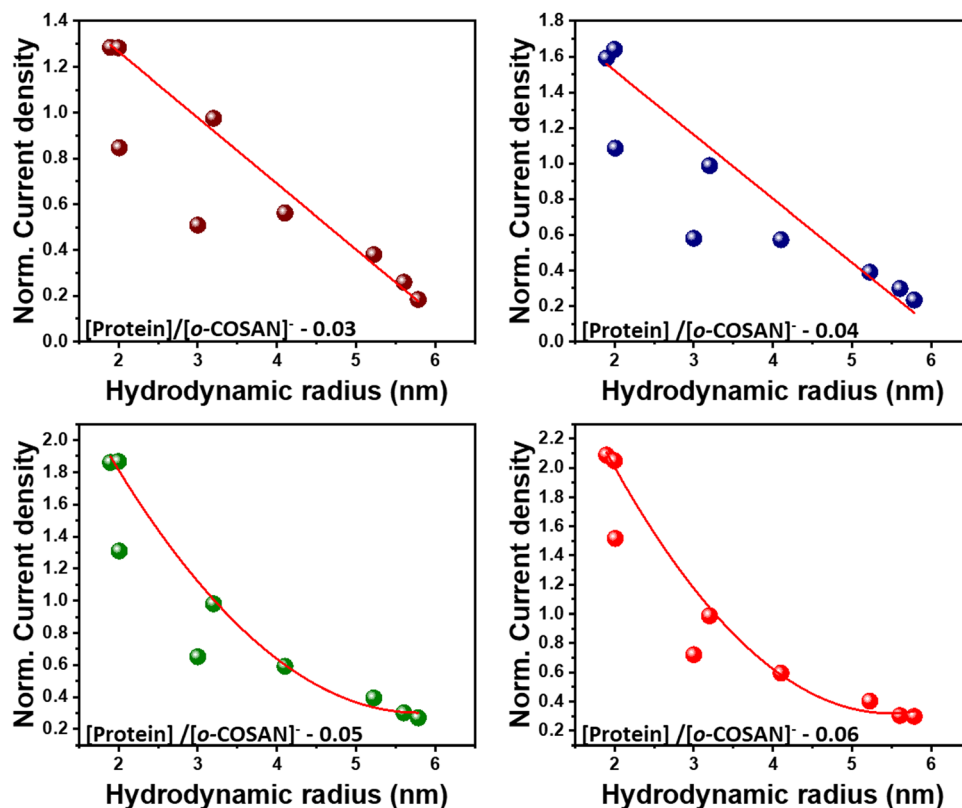 1.4
1.2
1.0
0.8
0.6
0.4
0.2
0.0
Norm. Current density
[Protein]/[o-COSAN]⁻ - 0.03
2 3 4 5 6
Hydrodynamic radius (nm)
1.8
1.6
1.4
1.2
1.0
0.8
0.6
0.4
0.2
0.0
Norm. Current density
[Protein] /[o-COSAN]⁻ - 0.04
2 3 4 5 6
Hydrodynamic radius (nm)
2.0
1.8
1.6
1.4
1.2
1.0
0.8
0.6
0.4
0.2
Norm. Current density
[Protein] /[o-COSAN]⁻ - 0.05
2 3 4 5 6
Hydrodynamic radius (nm)
2.2
2.0
1.8
1.6
1.4
1.2
1.0
0.8
0.6
0.4
0.2
Norm. Current density
[Protein] /[o-COSAN]⁻ - 0.06
2 3 4 5 6
Hydrodynamic radius (nm)